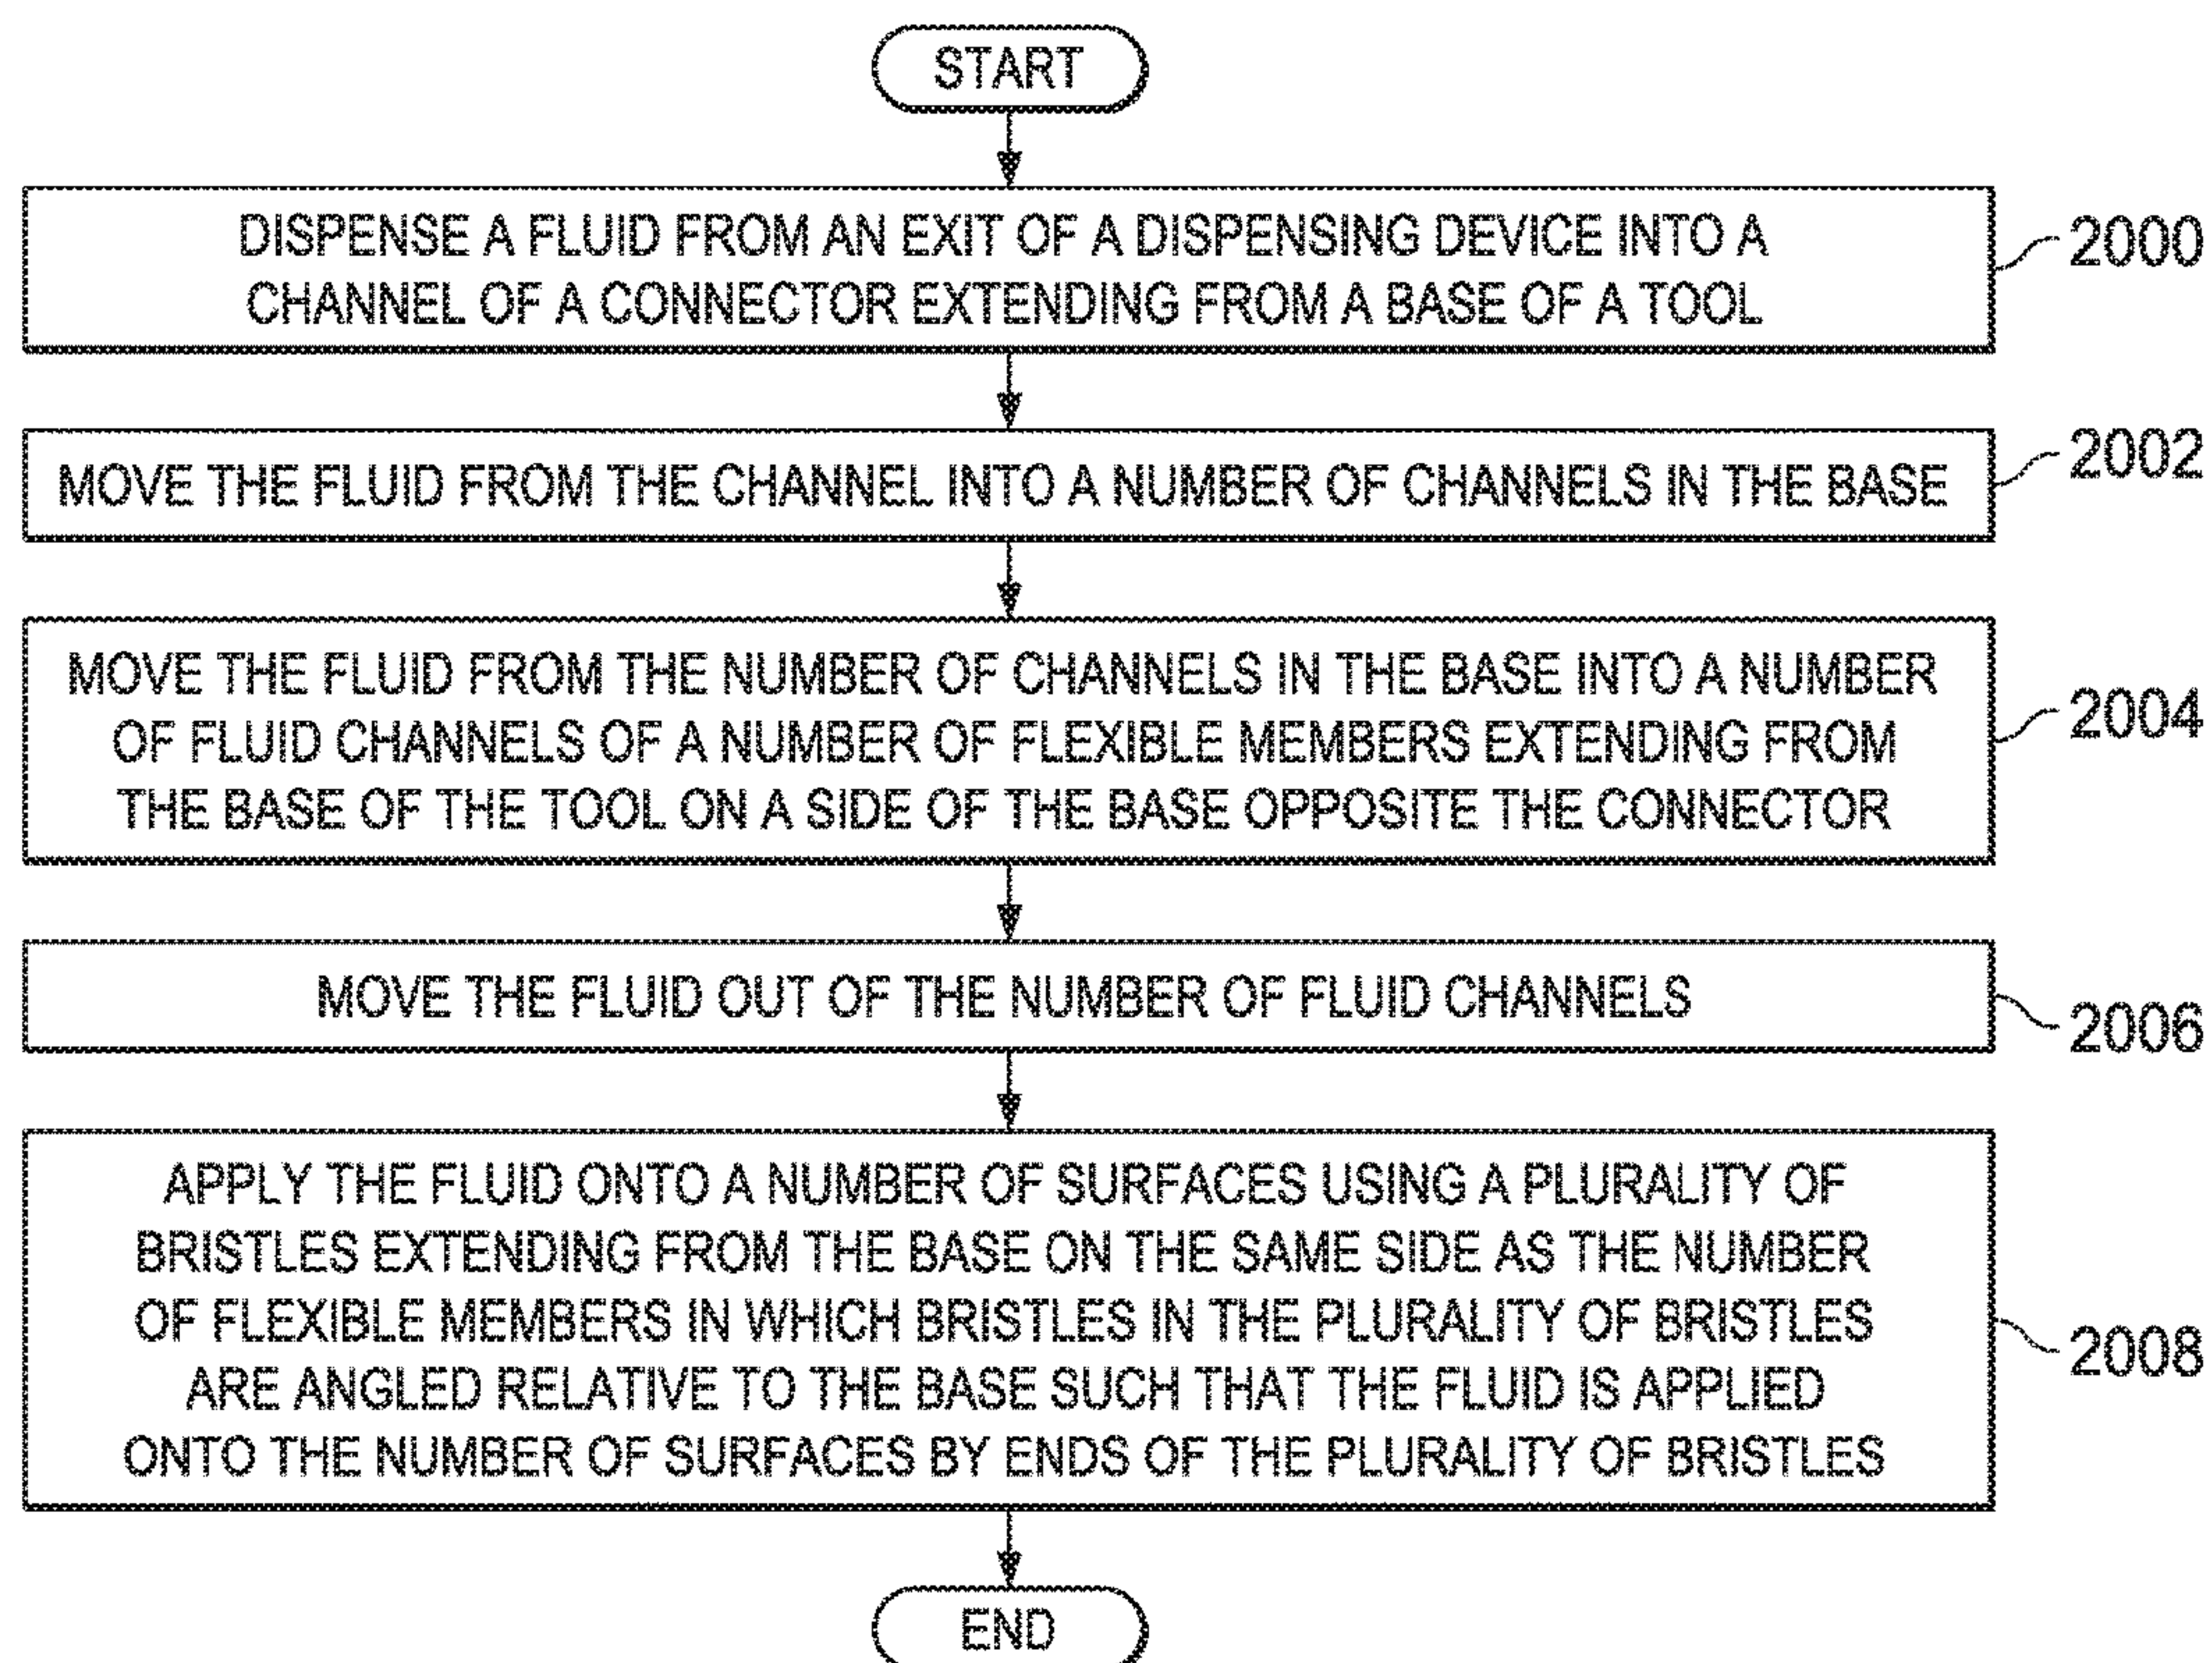 START
DISPENSE A FLUID FROM AN EXIT OF A DISPENSING DEVICE INTO A
CHANNEL OF A CONNECTOR EXTENDING FROM A BASE OF A TOOL
2000
MOVE THE FLUID FROM THE CHANNEL INTO A NUMBER OF CHANNELS IN THE BASE
2002
MOVE THE FLUID FROM THE NUMBER OF CHANNELS IN THE BASE INTO A NUMBER
OF FLUID CHANNELS OF A NUMBER OF FLEXIBLE MEMBERS EXTENDING FROM
THE BASE OF THE TOOL ON A SIDE OF THE BASE OPPOSITE THE CONNECTOR
2004
MOVE THE FLUID OUT OF THE NUMBER OF FLUID CHANNELS
2006
APPLY THE FLUID ONTO A NUMBER OF SURFACES USING A PLURALITY OF
BRISTLES EXTENDING FROM THE BASE ON THE SAME SIDE AS THE NUMBER
OF FLEXIBLE MEMBERS IN WHICH BRISTLES IN THE PLURALITY OF BRISTLES
ARE ANGLED RELATIVE TO THE BASE SUCH THAT THE FLUID IS APPLIED
ONTO THE NUMBER OF SURFACES BY ENDS OF THE PLURALITY OF BRISTLES
2008
END